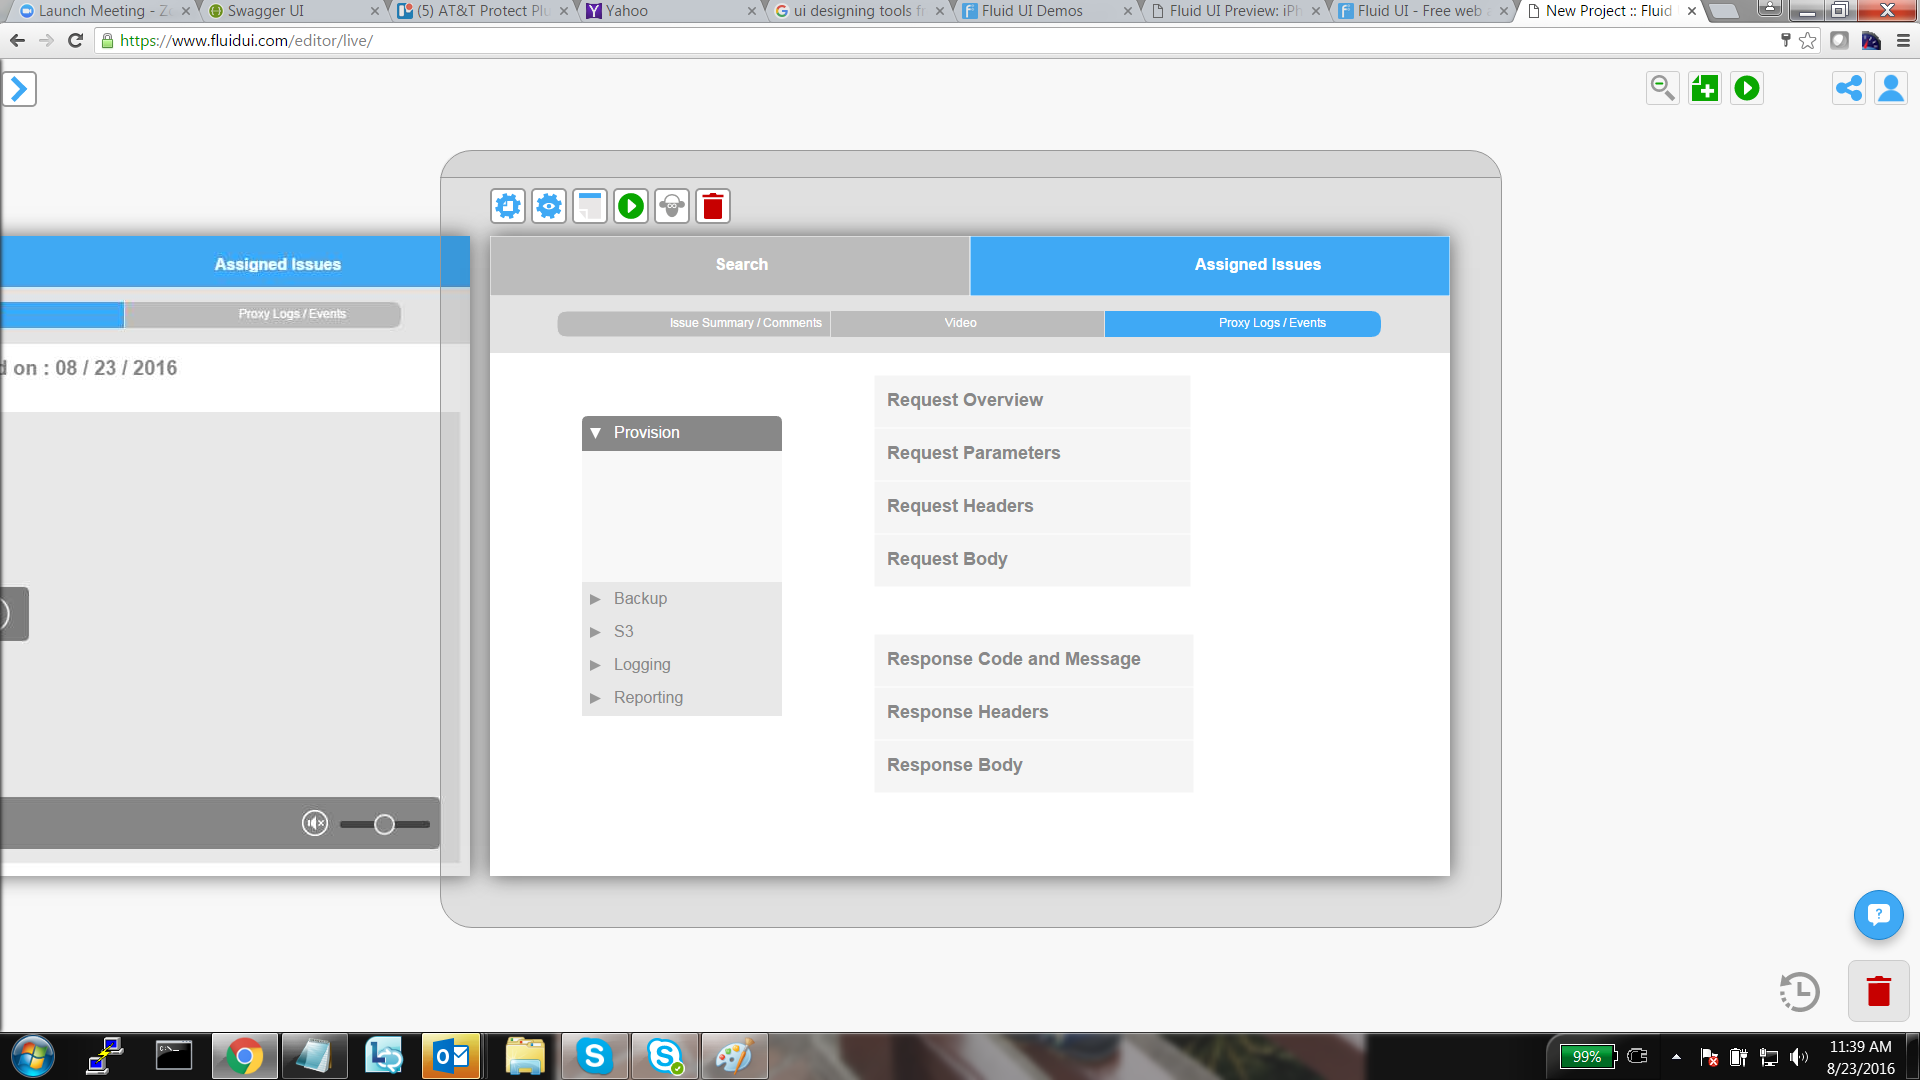 Launch Meeting - Zo
Swagger UI
(5) AT&T Protect Plu
Yahoo
ui designing tools fr
Fluid UI Demos
Fluid UI Preview: iPh
Fluid UI - Free web a
New Project :: Fluid
https://www.fluidui.com/editor/live/
Assigned Issues
Proxy Logs / Events
d on : 08 / 23 / 2016
Search
Assigned Issues
Issue Summary / Comments
Video
Proxy Logs / Events
Provision
Backup
S3
Logging
Reporting
Request Overview
Request Parameters
Request Headers
Request Body
Response Code and Message
Response Headers
Response Body
99%
11:39 AM
8/23/2016